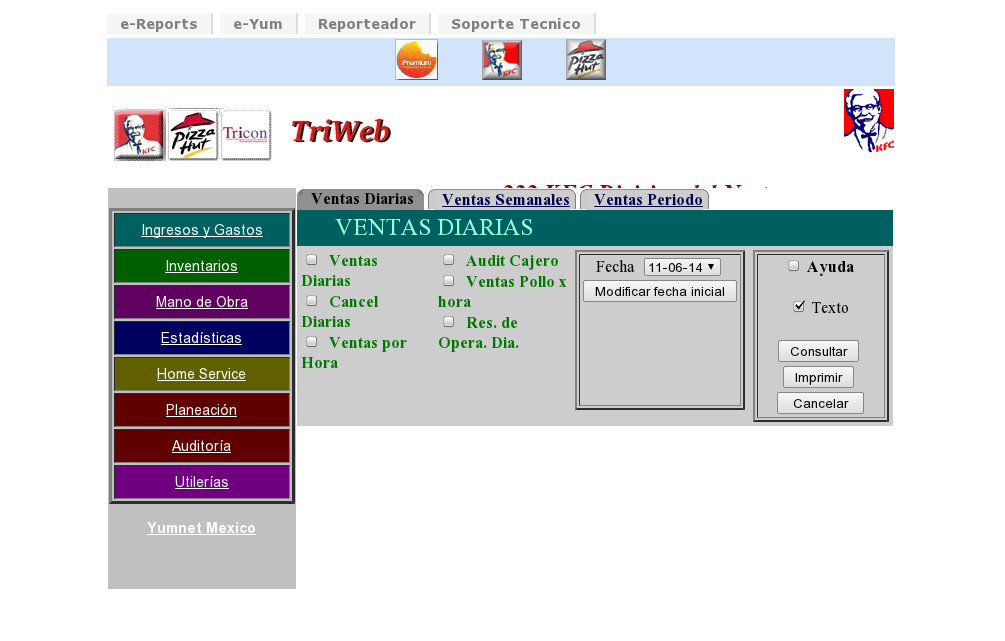 e-Reports e-Yum Reporteador Soporte Tecnico
Premium KFC Pizza Hut
KFC Pizza Hut Tricon TriWeb KFC
Ventas Diarias Ventas Semanales Ventas Periodo
VENTAS DIARIAS
Ingresos y Gastos
Inventarios
Mano de Obra
Estadísticas
Home Service
Planeación
Auditoría
Utilerías
Yumnet Mexico
Ventas
Diarias
Cancel
Diarias
Ventas por
Hora
Audit Cajero
Ventas Pollo x
hora
Res. de
Opera. Dia.
Fecha 11-06-14
Modificar fecha inicial
Ayuda
Texto
Consultar
Imprimir
Cancelar